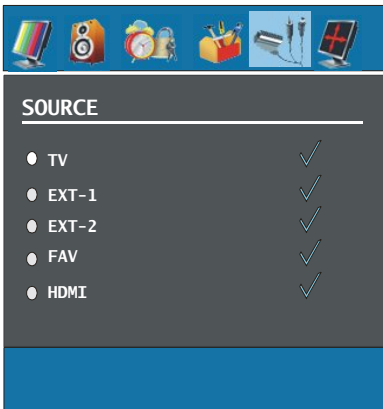 SOURCE
TV
EXT-1
EXT-2
FAV
HDMI